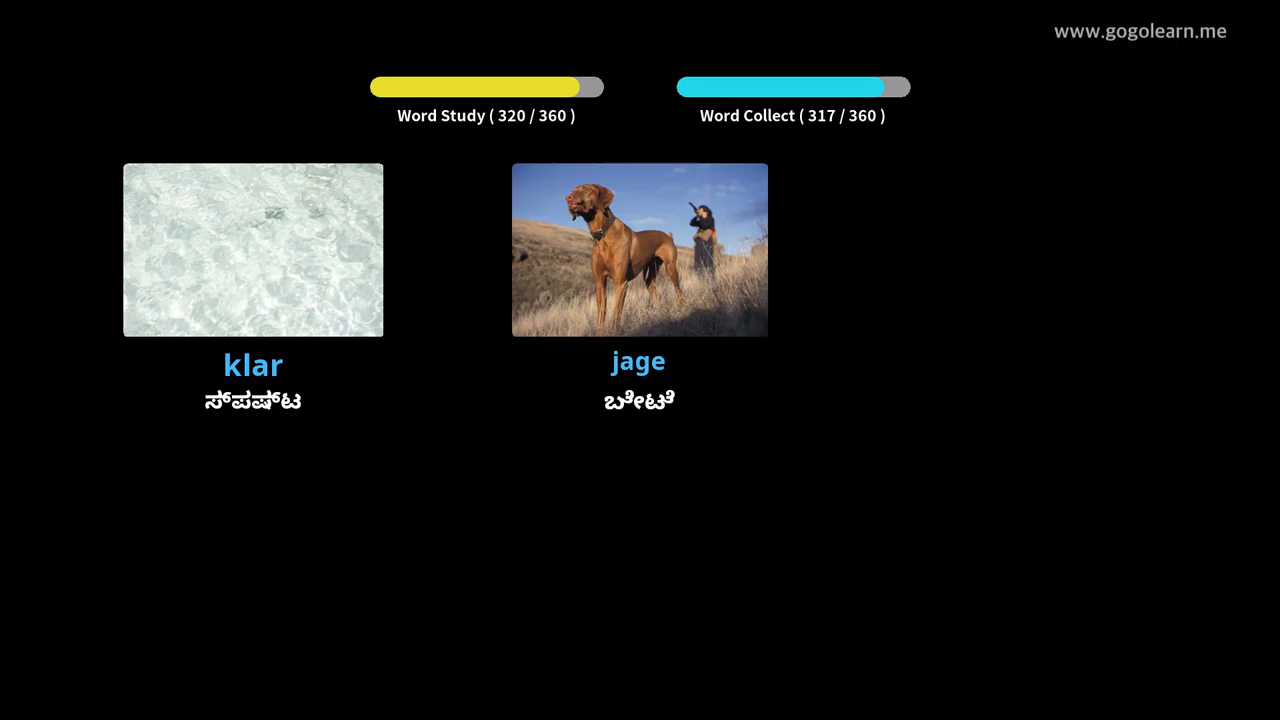 www.gogolearn.me
Word Study ( 320 / 360 )
Word Collect ( 317 / 360 )
klar
ಸ್ಪಷ್ಟ
jage
ಬೇಟೆ